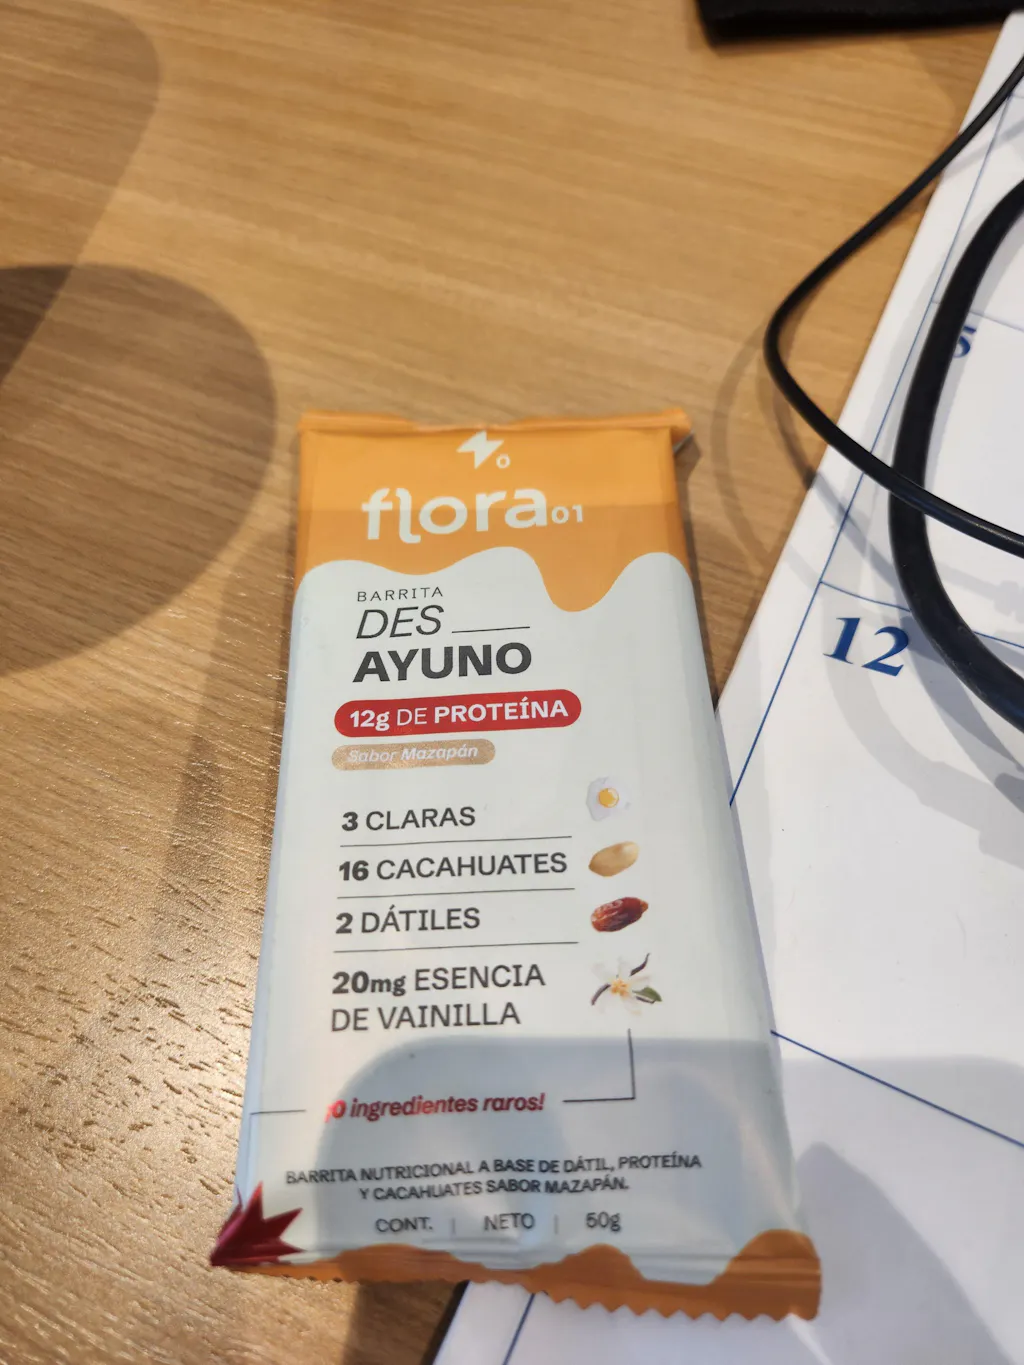 flora01
BARRITA
DES
AYUNO
12g DE PROTEÍNA
Sabor Mazapán
3 CLARAS
16 CACAHUATES
2 DÁTILES
20mg ESENCIA
DE VAINILLA
¡0 ingredientes raros!
BARRITA NUTRICIONAL A BASE DE DÁTIL, PROTEÍNA
Y CACAHUATES SABOR MAZAPÁN.
CONT. | NETO | 50g
12